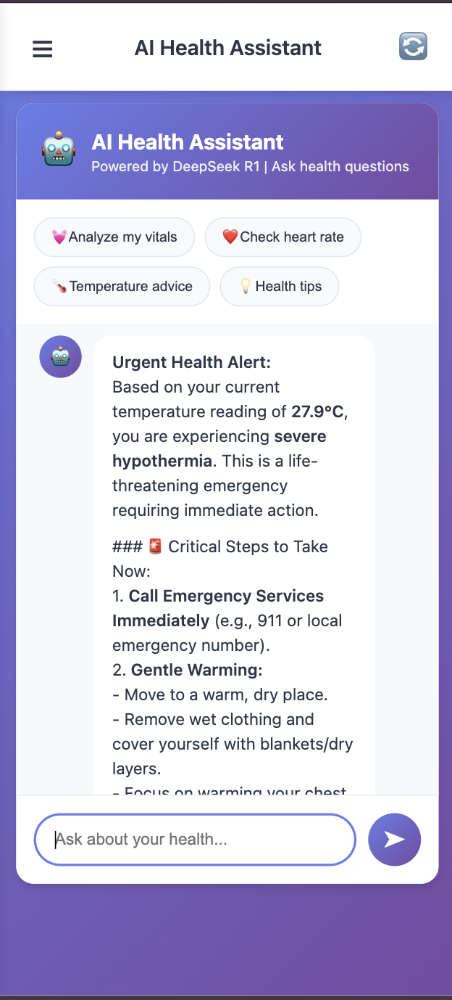 AI Health Assistant
AI Health Assistant
Powered by DeepSeek R1 | Ask health questions
Analyze my vitals
Check heart rate
Temperature advice
Health tips
Urgent Health Alert:
Based on your current
temperature reading of 27.9°C,
you are experiencing severe
hypothermia. This is a life-
threatening emergency
requiring immediate action.
### 🚨 Critical Steps to Take
Now:
1. Call Emergency Services
Immediately (e.g., 911 or local
emergency number).
2. Gentle Warming:
- Move to a warm, dry place.
- Remove wet clothing and
cover yourself with blankets/dry
layers.
- Focus on warming your chest,
Ask about your health...